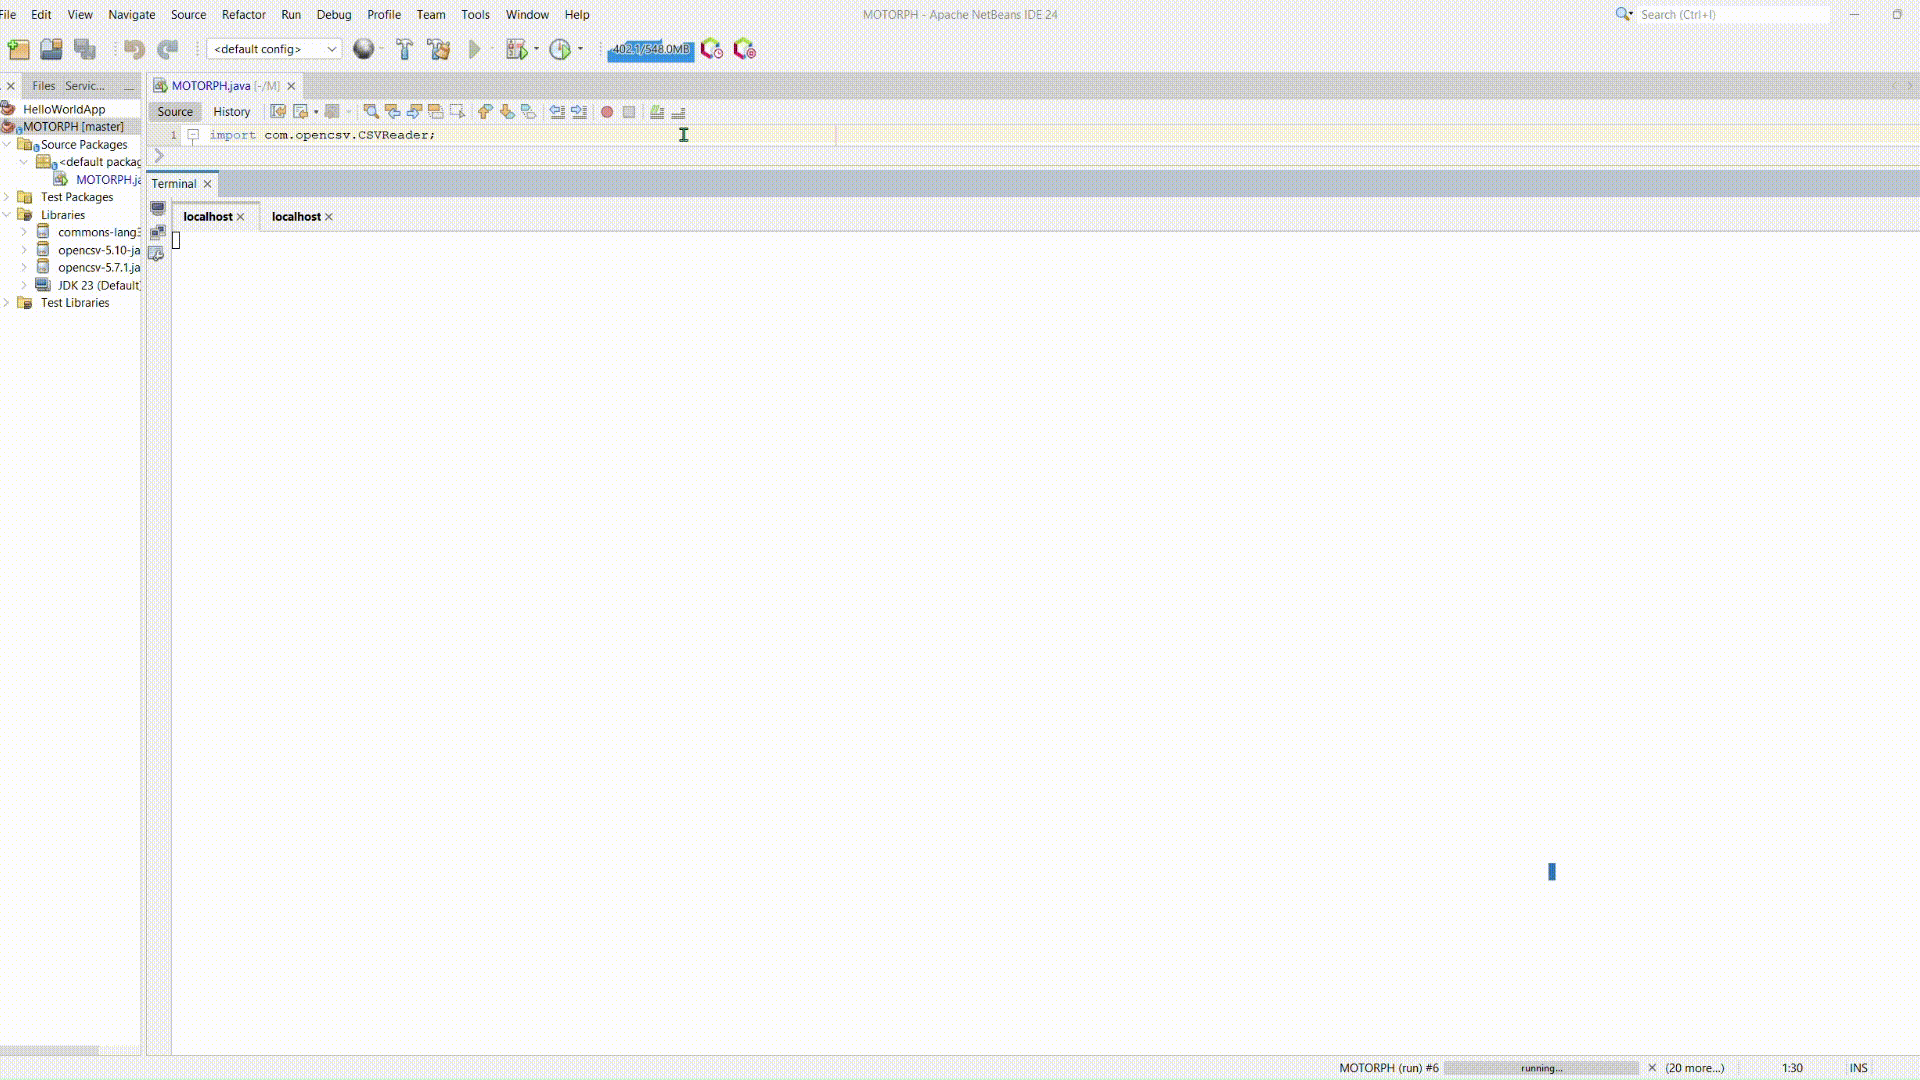 File Edit View Navigate Source Refactor Run Debug Profile Team Tools Window Help
MOTORPH - Apache NetBeans IDE 24
Search (Ctrl+I)
<default config>
402.1/548.0MB
Files Servic...
MOTORPH.java [-/M]
HelloWorldApp
MOTORPH [master]
Source Packages
<default packag
MOTORPH.ja
Test Packages
Libraries
commons-lang3
opencsv-5.10-ja
opencsv-5.7.1.ja
JDK 23 (Default)
Test Libraries
Source History
1 import com.opencsv.CSVReader;
Terminal
localhost localhost
MOTORPH (run) #6 running... (20 more...) 1:30 INS